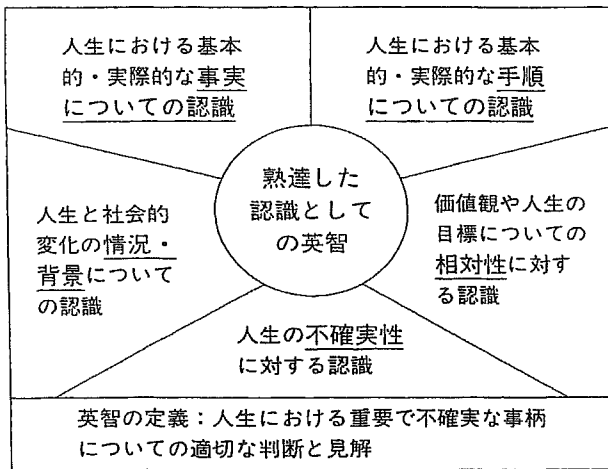 人生における基本
的・実際的な事実
についての認識
人生における基本
的・実際的な手順
についての認識
熟達した
認識として
の英智
人生と社会的
変化の情況・
背景について
の認識
価値観や人生の
目標についての
相対性に対す
る認識
人生の不確実性
に対する認識
英智の定義：人生における重要で不確実な事柄
についての適切な判断と見解